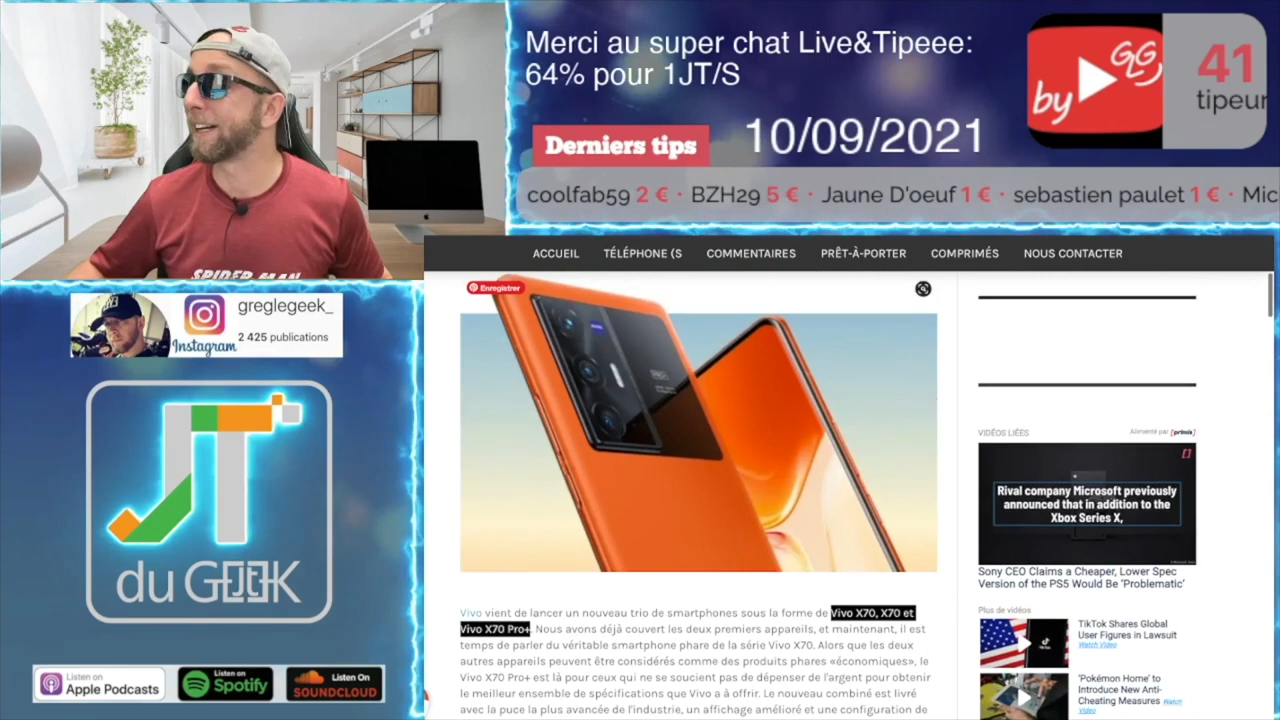 Merci au super chat Live&Tipeee:
64% pour 1JT/S
by GLG
41
tipeur
Derniers tips
10/09/2021
coolfab59 2 € · BZH29 5 € · Jaune D'oeuf 1 € · sebastien paulet 1 € · Mic
SPIDER-MAN
ACCUEIL TÉLÉPHONE (S COMMENTAIRES PRÊT-À-PORTER COMPRIMÉS NOUS CONTACTER
Enregistrer
greglegeek_
2 425 publications
Instagram
JT
du GEEK
Listen on
Apple Podcasts
Listen on
Spotify
Listen on
SOUNDCLOUD
Vivo vient de lancer un nouveau trio de smartphones sous la forme de Vivo X70, X70 et
Vivo X70 Pro+. Nous avons déjà couvert les deux premiers appareils, et maintenant, il est
temps de parler du véritable smartphone phare de la série Vivo X70. Alors que les deux
autres appareils peuvent être considérés comme des produits phares «économiques», le
Vivo X70 Pro+ est là pour ceux qui ne se soucient pas de dépenser de l'argent pour obtenir
le meilleur ensemble de spécifications que Vivo a à offrir. Le nouveau combiné est livré
avec la puce la plus avancée de l'industrie, un affichage amélioré et une configuration de
VIDÉOS LIÉES
Alimenté par [primis]
Rival company Microsoft previously
announced that in addition to the
Xbox Series X,
Sony CEO Claims a Cheaper, Lower Spec
Version of the PS5 Would Be 'Problematic'
Plus de vidéos
TikTok Shares Global
User Figures in Lawsuit
Watch Video
'Pokémon Home' to
Introduce New Anti-
Cheating Measures Watch
Video